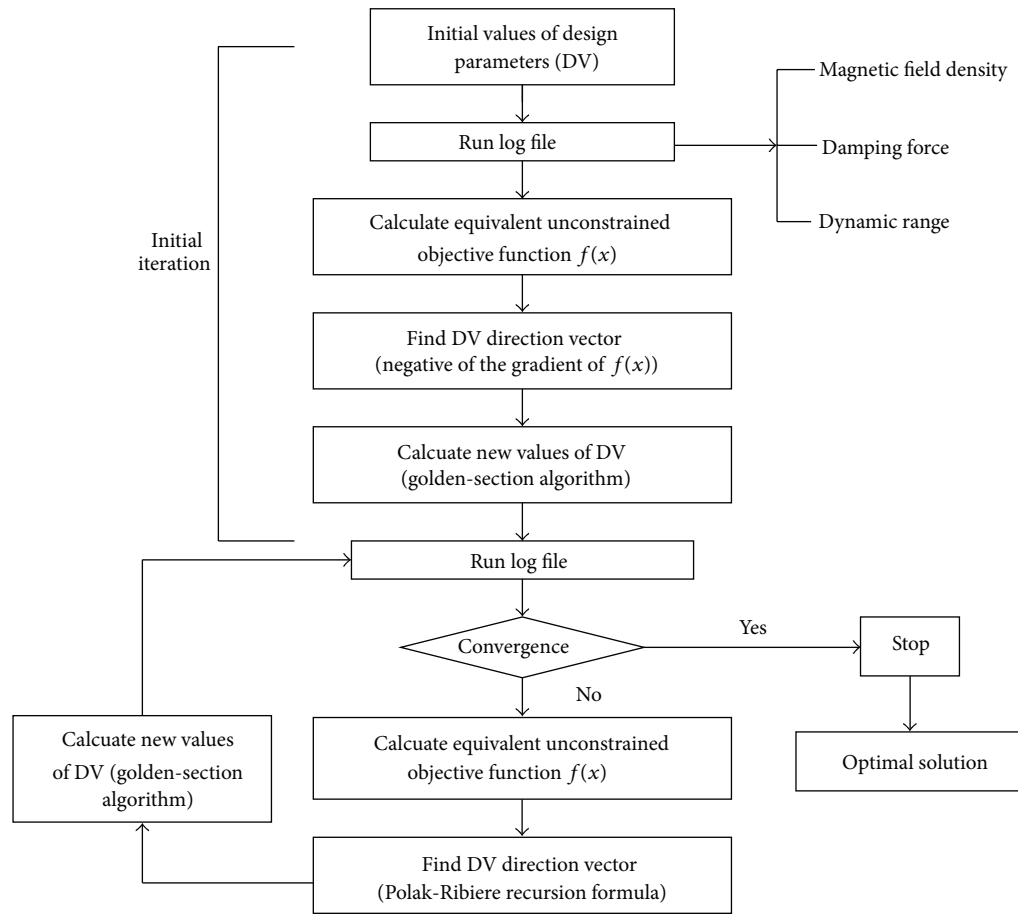 Initial values of design
parameters (DV)
Magnetic field density
Run log file
Damping force
Calculate equivalent unconstrained
objective function f(x)
Dynamic range
Initial
iteration
Find DV direction vector
(negative of the gradient of f(x))
Calcuate new values of DV
(golden-section algorithm)
Run log file
Convergence
Yes
Stop
No
Calcuate new values
of DV (golden-section
algorithm)
Calcuate equivalent unconstrained
objective function f(x)
Optimal solution
Find DV direction vector
(Polak-Ribiere recursion formula)